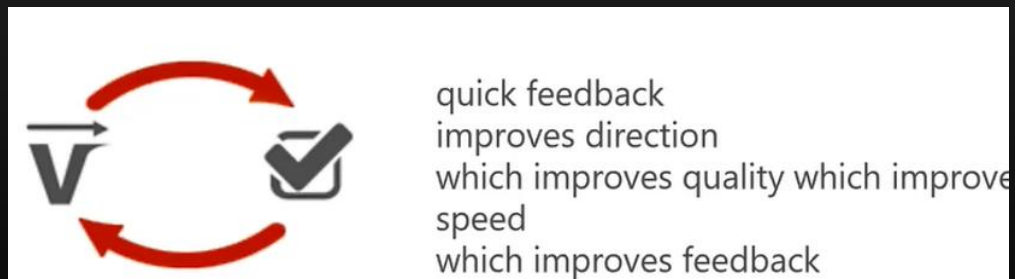 V
quick feedback
improves direction
which improves quality which improve
speed
which improves feedback